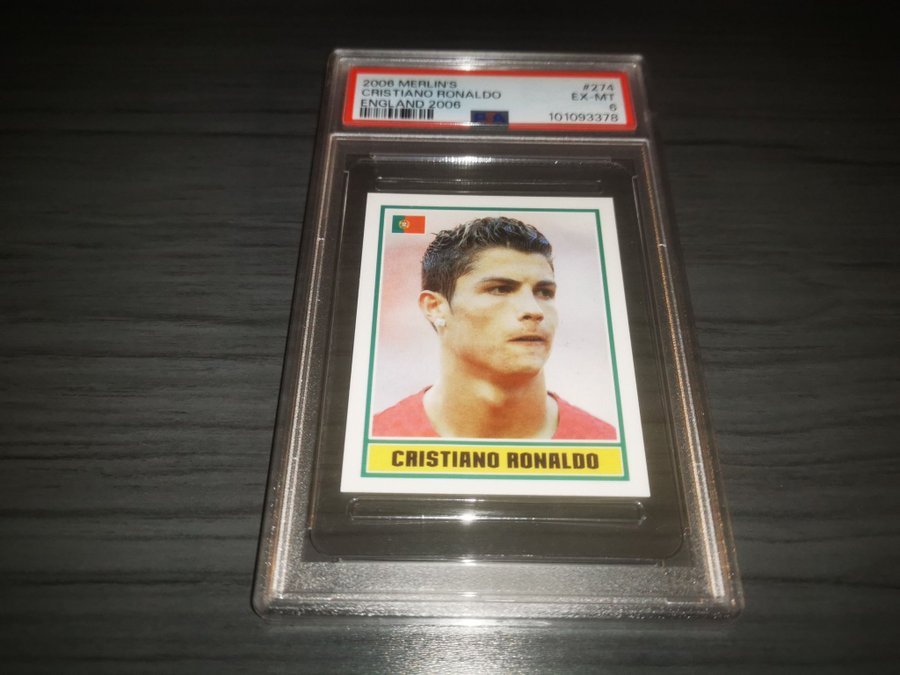 2006 MERLIN'S #274
CRISTIANO RONALDO EX-MT
ENGLAND 2006 6
101093378
CRISTIANO RONALDO